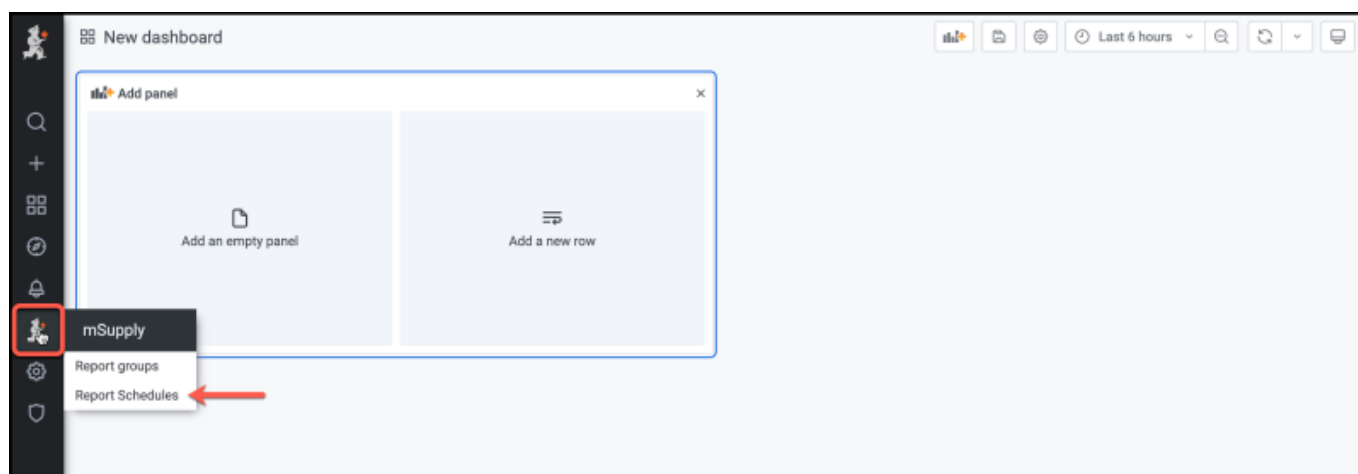 New dashboard
Last 6 hours
Add panel
Add an empty panel
Add a new row
mSupply
Report groups
Report Schedules